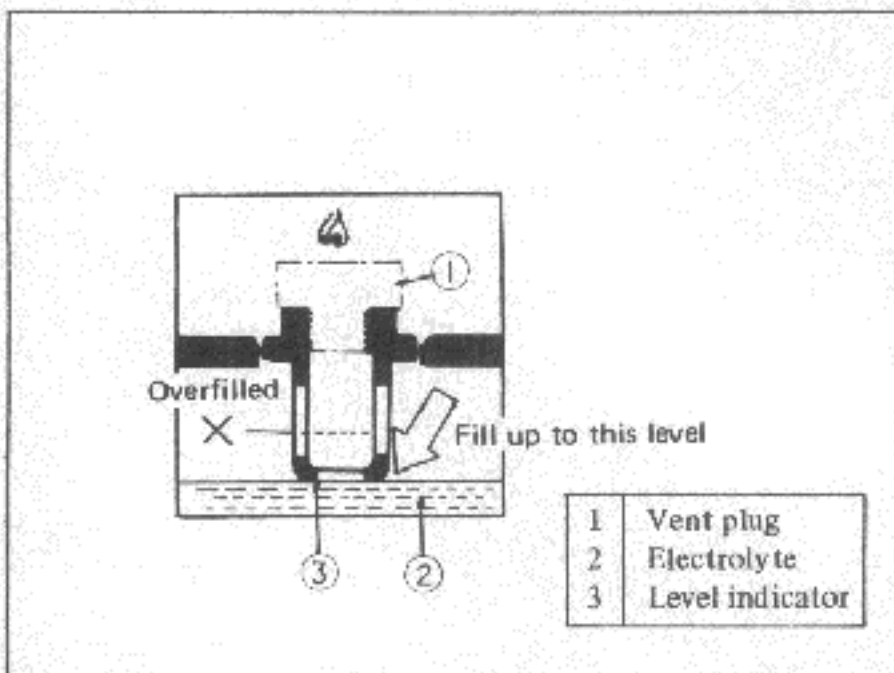 1
Overfilled
X
Fill up to this level
3
2
1 Vent plug
2 Electrolyte
3 Level indicator